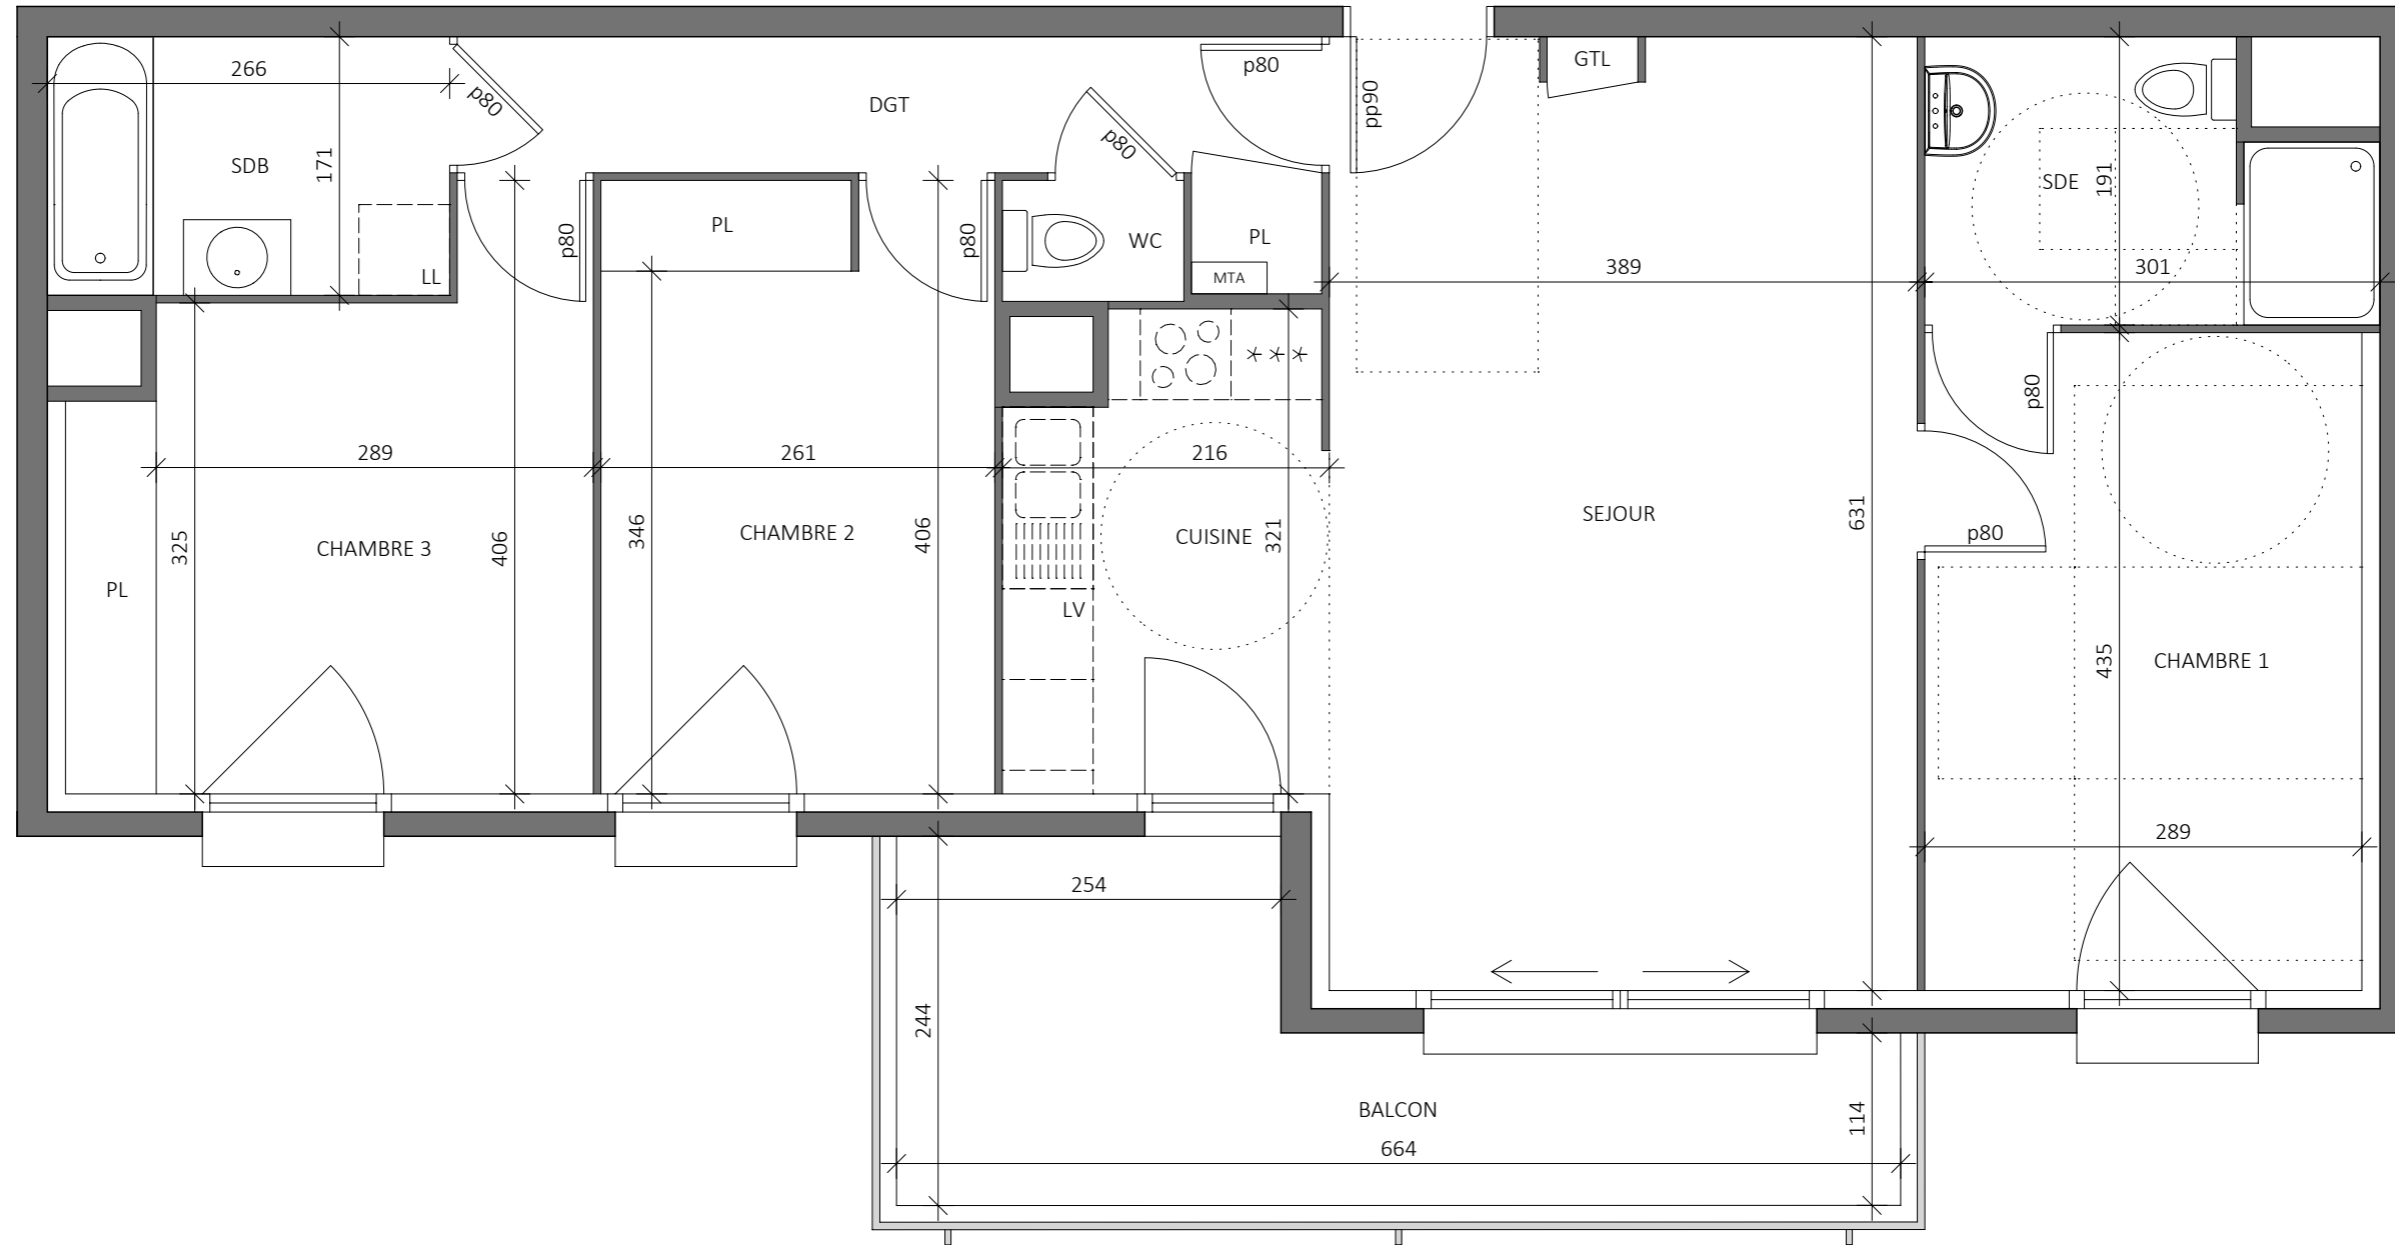 GTL
p80
266
p80
pp90
DGT
p80
SDB
171
SDE
191
PL
WC
PL
p80
p80
LL
MTA
389
301
***
p80
289
261
216
325
CHAMBRE 3
406
346
CHAMBRE 2
406
CUISINE
321
SEJOUR
631
p80
PL
LV
435
CHAMBRE 1
289
254
244
BALCON
114
664